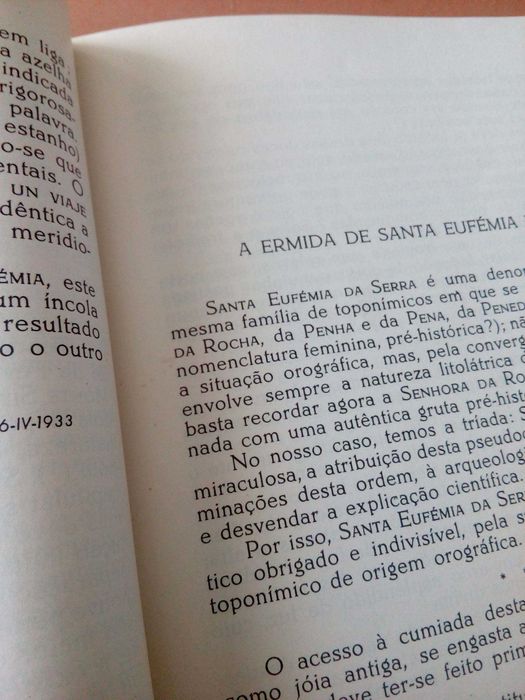 em liga
a azelha
indicada
rigorosa-
palavra.
estanho)
o-se que
entais. O
UN VIAJE
dêntica a
meridio-
ÉMIA, este
um íncola
resultado
o o outro
6-IV-1933
A ERMIDA DE SANTA EUFÉMIA
SANTA EUFÉMIA DA SERRA é uma deno
mesma família de toponímicos em que se
DA ROCHA, da PENHA e da PENA, da PENED
nomenclatura feminina, pré-histórica?); nã
a situação orográfica, mas, pela converg
envolve sempre a natureza litolátrica d
basta recordar agora a SENHORA DA RO
nada com uma autêntica gruta pré-hist
No nosso caso, temos a tríada: S
miraculosa, a atribuição desta pseudo
minações desta ordem, à arqueolog
e desvendar a explicação científica.
Por isso, SANTA EUFÉMIA DA SER
tico obrigado e indivisível, pela s
toponímico de origem orográfica.
*
O acesso à cumiada desta
como jóia antiga, se engasta a
deve ter-se feito prim